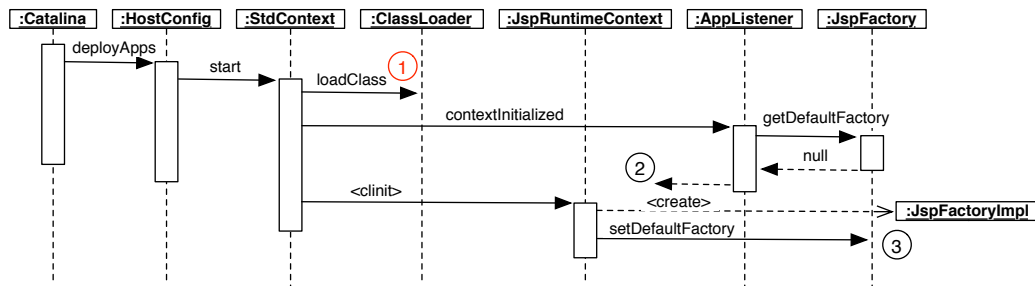 :Catalina
:HostConfig
:StdContext
:ClassLoader
:JspRuntimeContext
:AppListener
:JspFactory
deployApps
start
1
loadClass
contextInitialized
getDefaultFactory
null
2
<clinit>
<create>
:JspFactoryImpl
setDefaultFactory
3